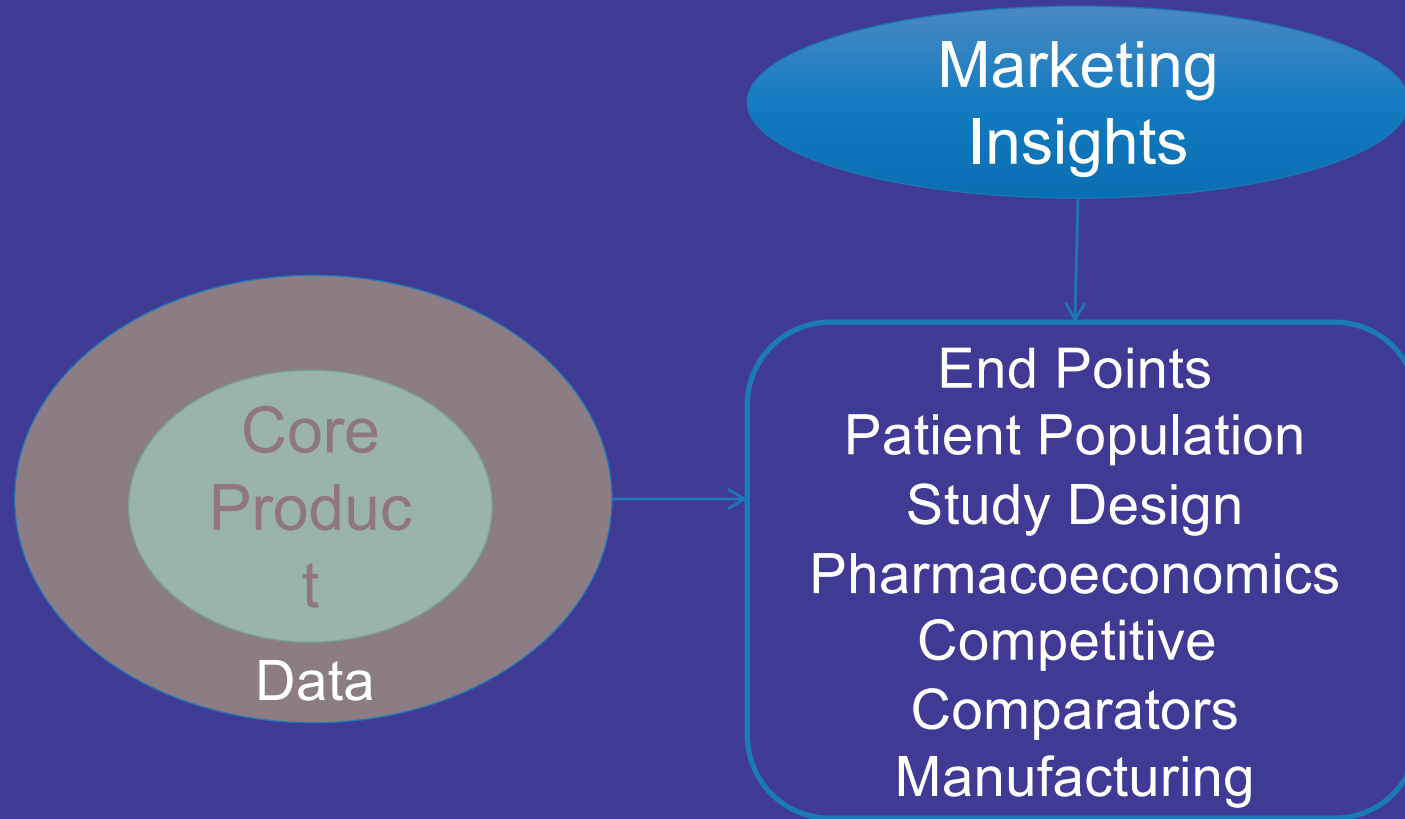 Marketing
Insights
Core
Produc
t
Data
End Points
Patient Population
Study Design
Pharmacoeconomics
Competitive
Comparators
Manufacturing